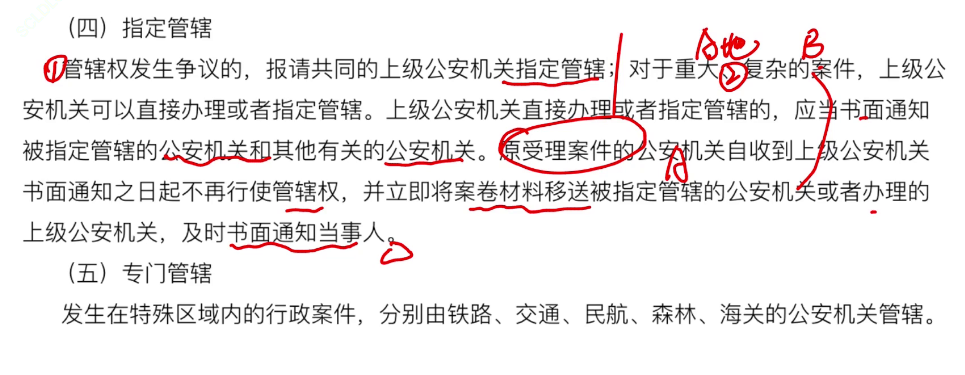 （四）指定管辖
A地 B
①管辖权发生争议的，报请共同的上级公安机关指定管辖；对于重大、②复杂的案件，上级公
安机关可以直接办理或者指定管辖。上级公安机关直接办理或者指定管辖的，应当书面通知
被指定管辖的公安机关和其他有关的公安机关。原受理案件的公安机关自收到上级公安机关
A
书面通知之日起不再行使管辖权，并立即将案卷材料移送被指定管辖的公安机关或者办理的
上级公安机关，及时书面通知当事人。
（五）专门管辖
发生在特殊区域内的行政案件，分别由铁路、交通、民航、森林、海关的公安机关管辖。